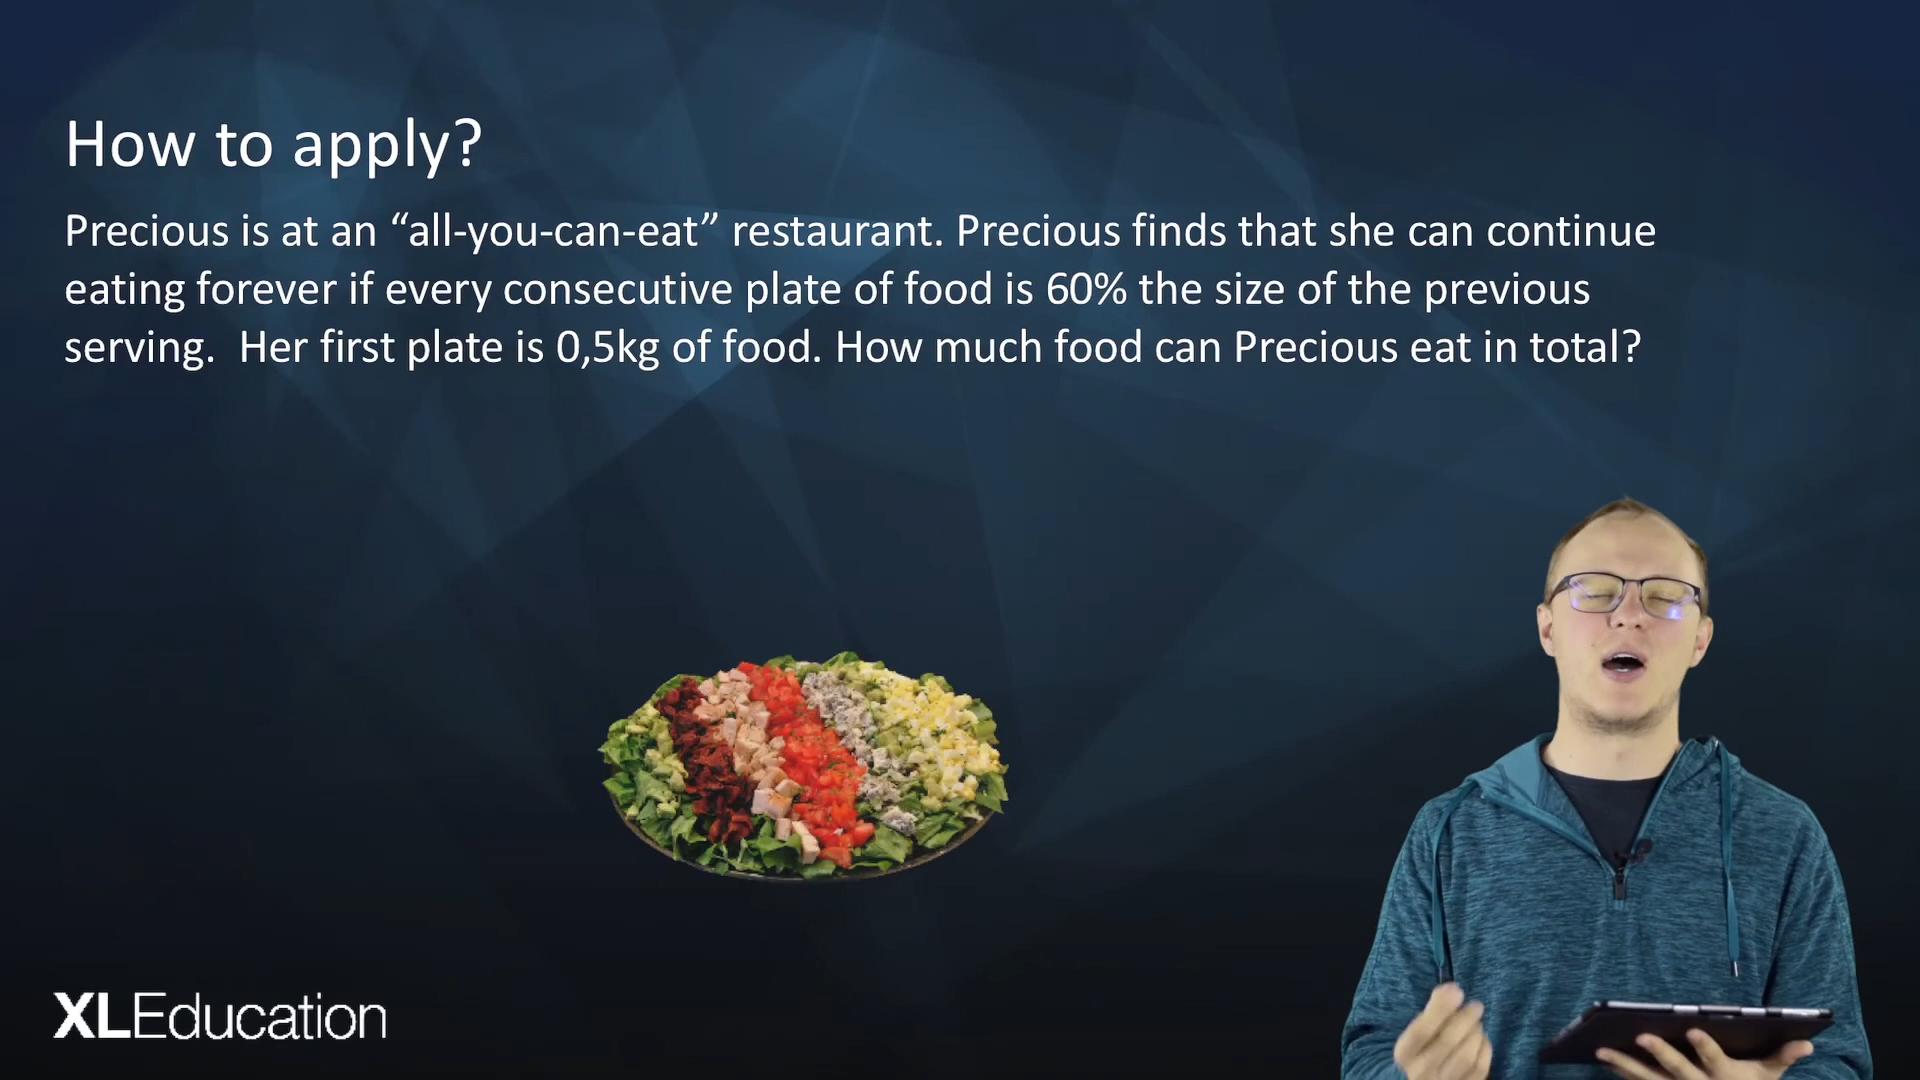 How to apply?
Precious is at an “all-you-can-eat” restaurant. Precious finds that she can continue
eating forever if every consecutive plate of food is 60% the size of the previous
serving.  Her first plate is 0,5kg of food. How much food can Precious eat in total?
XLEducation